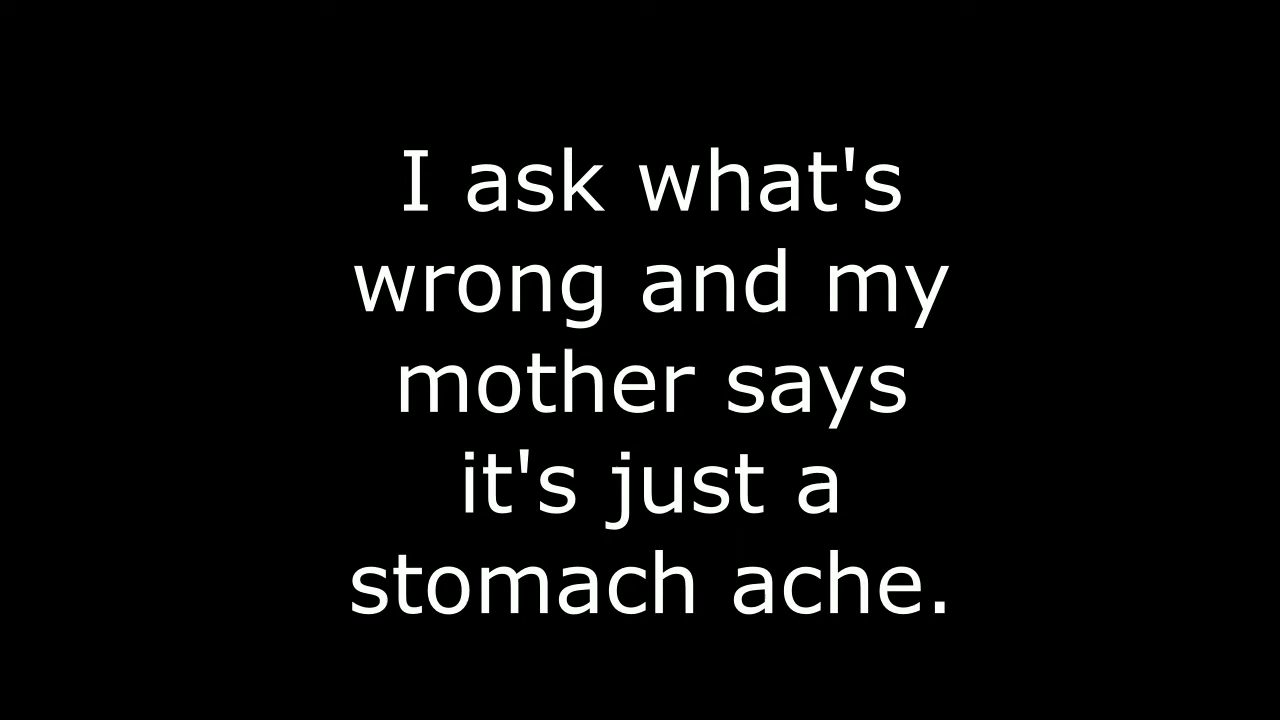 I ask what's
wrong and my
mother says
it's just a
stomach ache.